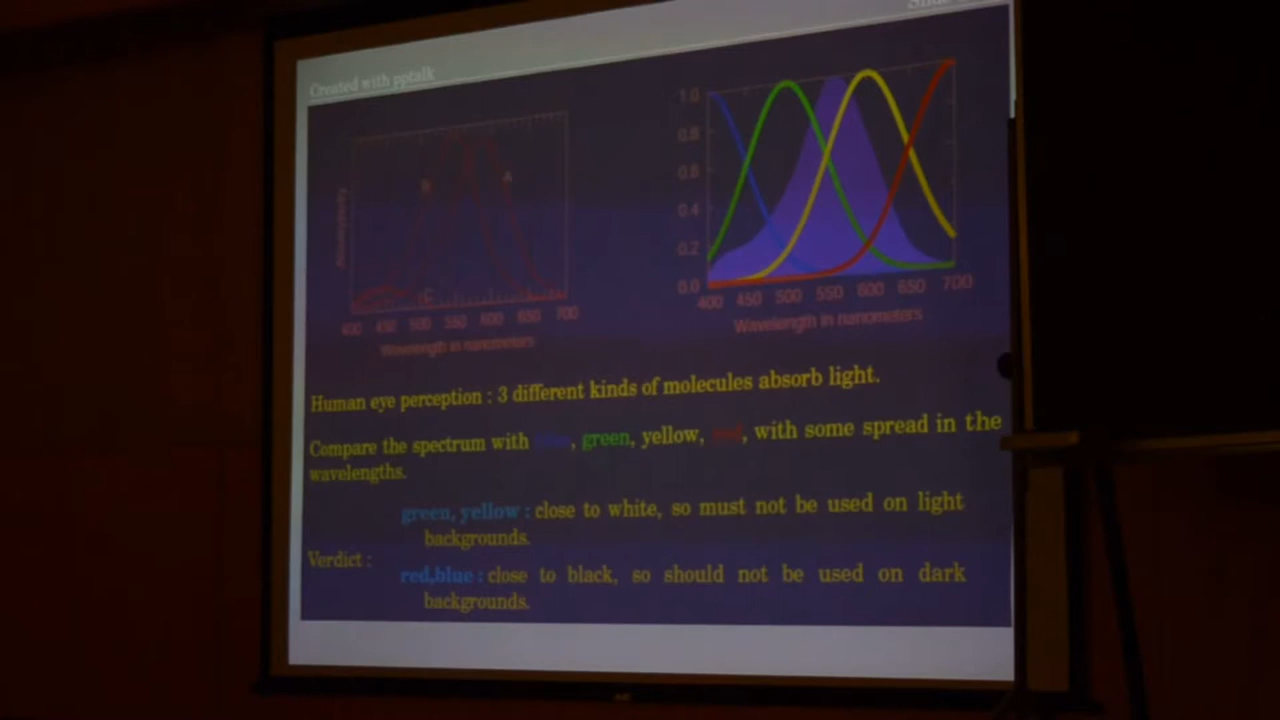 Created with pptalk
B
A
C
400 450 500 550 600 650 700
Wavelength in nanometers
1.0
0.8
0.6
0.4
0.2
0.0
400 450 500 550 600 650 700
Wavelength in nanometers
Human eye perception : 3 different kinds of molecules absorb light.
Compare the spectrum with blue, green, yellow, red, with some spread in the
wavelengths.
green, yellow : close to white, so must not be used on light
backgrounds.
Verdict :
red,blue : close to black, so should not be used on dark
backgrounds.